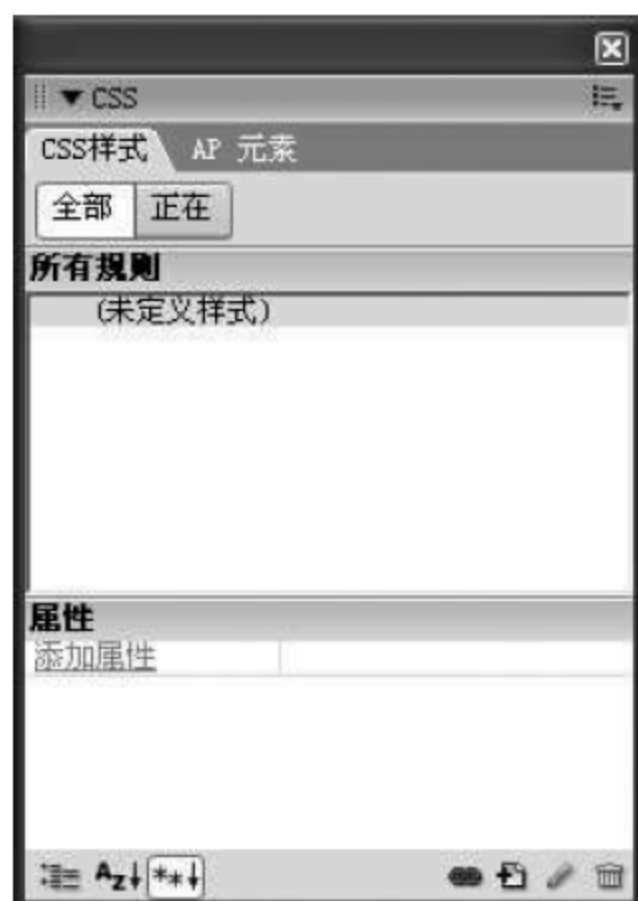 CSS
CSS样式 AP 元素
全部 正在
所有规则
(未定义样式)
属性
添加属性
Az↓ **↓